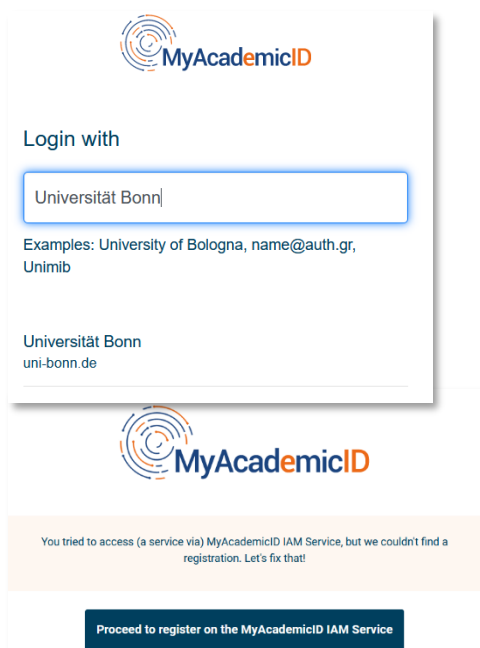 MyAcademicID
Login with
Universität Bonn
Examples: University of Bologna, name@auth.gr,
Unimib
Universität Bonn
uni-bonn.de
MyAcademicID
You tried to access (a service via) MyAcademicID IAM Service, but we couldn't find a
registration. Let's fix that!
Proceed to register on the MyAcademicID IAM Service